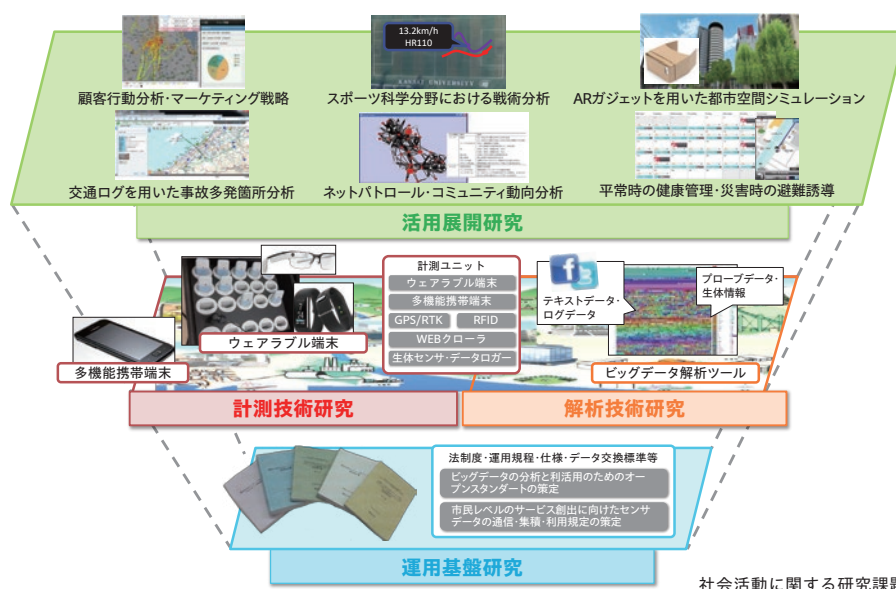 13.2km/h
HR110
KANSAI UNIVERSITY
顧客行動分析・マーケティング戦略
スポーツ科学分野における戦術分析
ARガジェットを用いた都市空間シミュレーション
交通ログを用いた事故多発箇所分析
ネットパトロール・コミュニティ動向分析
平常時の健康管理・災害時の避難誘導
活用展開研究
計測ユニット
ウェアラブル端末
多機能携帯端末
GPS/RTK
RFID
WEBクローラ
生体センサ・データロガー
テキストデータ・
ログデータ
プローブデータ・
生体情報
ウェアラブル端末
多機能携帯端末
ビッグデータ解析ツール
計測技術研究
解析技術研究
法制度・運用規程・仕様・データ交換標準等
ビッグデータの分析と利活用のためのオー
プンスタンダートの策定
市民レベルのサービス創出に向けたセンサ
データの通信・集積・利用規定の策定
運用基盤研究
社会活動に関する研究課題